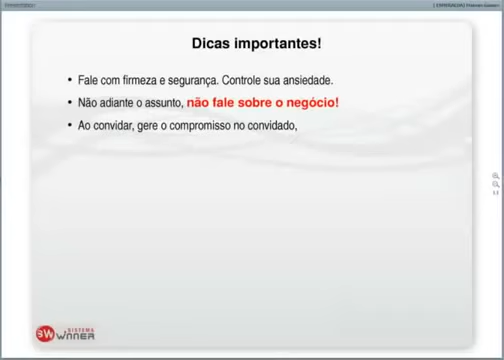 Dicas importantes!
• Fale com firmeza e segurança. Controle sua ansiedade.
• Não adiante o assunto, não fale sobre o negócio!
• Ao convidar, gere o compromisso no convidado,
SISTEMA
WINNER